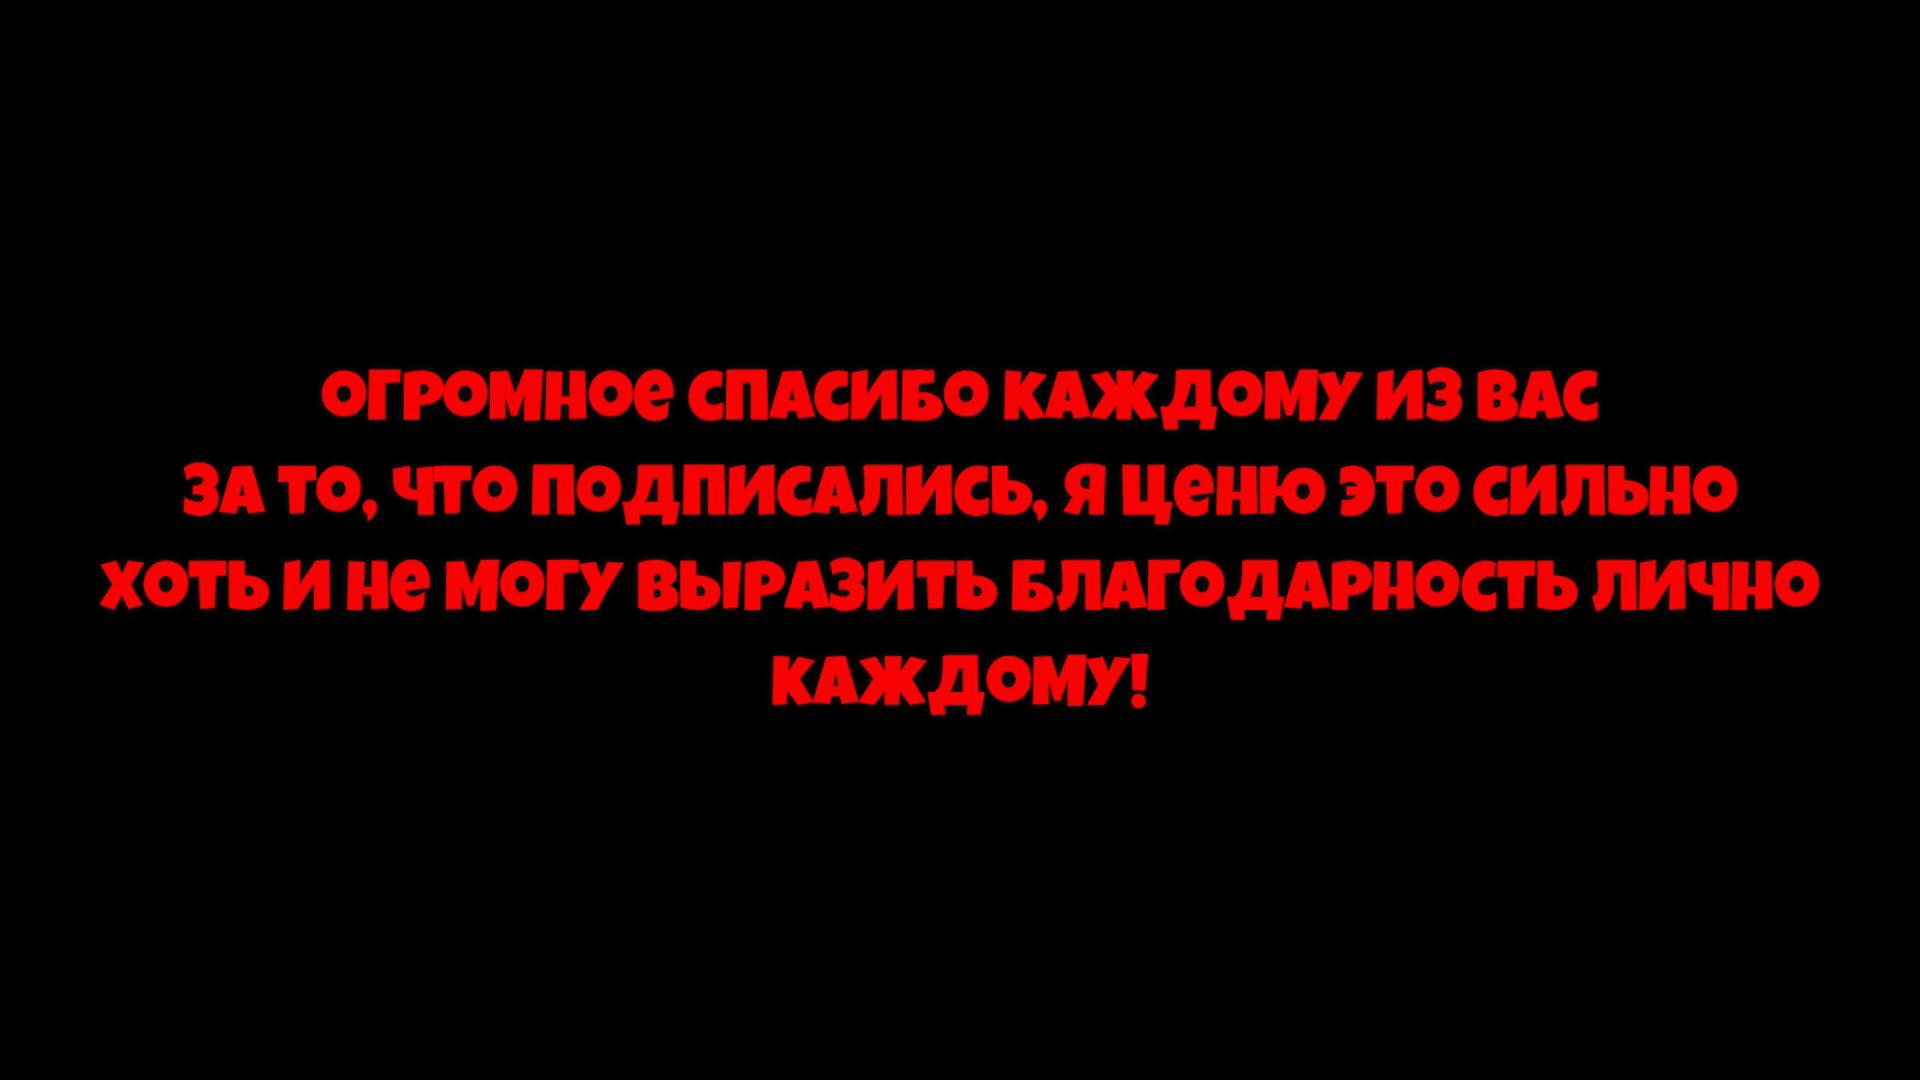 ОГРОМНОЕ СПАСИБО КАЖДОМУ ИЗ ВАС
ЗА ТО, ЧТО ПОДПИСАЛИСЬ, Я ЦЕНЮ ЭТО СИЛЬНО
ХОТЬ И НЕ МОГУ ВЫРАЗИТЬ БЛАГОДАРНОСТЬ ЛИЧНО
КАЖДОМУ!